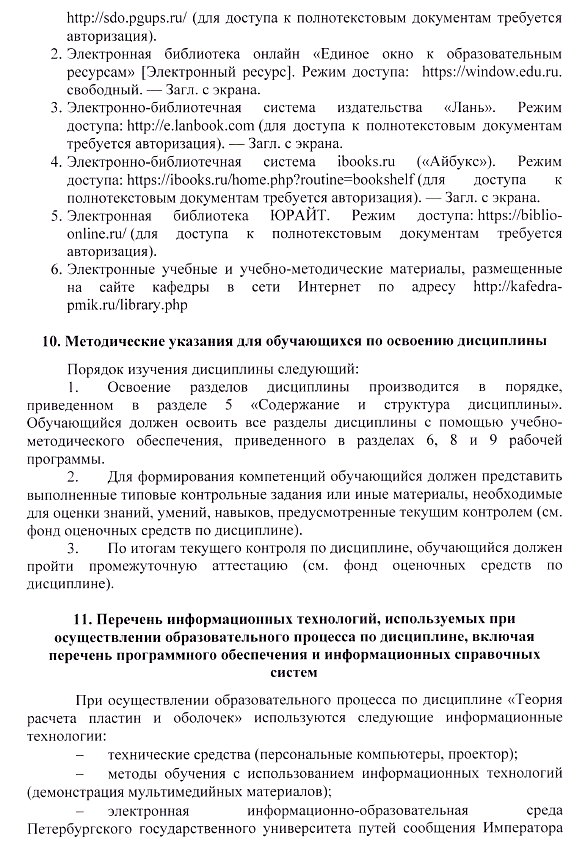 http://sdo.pgups.ru/ (для доступа к полнотекстовым документам требуется
авторизация).
2. Электронная библиотека онлайн «Единое окно к образовательным
ресурсам» [Электронный ресурс]. Режим доступа: https://window.edu.ru.
свободный. — Загл. с экрана.
3. Электронно-библиотечная система издательства «Лань». Режим
доступа: http://e.lanbook.com (для доступа к полнотекстовым документам
требуется авторизация). — Загл. с экрана.
4. Электронно-библиотечная система ibooks.ru («Айбукс»). Режим
доступа: https://ibooks.ru/home.php?routine=bookshelf (для доступа к
полнотекстовым документам требуется авторизация). — Загл. с экрана.
5. Электронная библиотека ЮРАЙТ. Режим доступа: https://biblio-
online.ru/ (для доступа к полнотекстовым документам требуется
авторизация).
6. Электронные учебные и учебно-методические материалы, размещенные
на сайте кафедры в сети Интернет по адресу http://kafedra-
pmik.ru/library.php
10. Методические указания для обучающихся по освоению дисциплины
Порядок изучения дисциплины следующий:
1. Освоение разделов дисциплины производится в порядке,
приведенном в разделе 5 «Содержание и структура дисциплины».
Обучающийся должен освоить все разделы дисциплины с помощью учебно-
методического обеспечения, приведенного в разделах 6, 8 и 9 рабочей
программы.
2. Для формирования компетенций обучающийся должен представить
выполненные типовые контрольные задания или иные материалы, необходимые
для оценки знаний, умений, навыков, предусмотренные текущим контролем (см.
фонд оценочных средств по дисциплине).
3. По итогам текущего контроля по дисциплине, обучающийся должен
пройти промежуточную аттестацию (см. фонд оценочных средств по
дисциплине).
11. Перечень информационных технологий, используемых при
осуществлении образовательного процесса по дисциплине, включая
перечень программного обеспечения и информационных справочных
систем
При осуществлении образовательного процесса по дисциплине «Теория
расчета пластин и оболочек» используются следующие информационные
технологии:
– технические средства (персональные компьютеры, проектор);
– методы обучения с использованием информационных технологий
(демонстрация мультимедийных материалов);
– электронная информационно-образовательная среда
Петербургского государственного университета путей сообщения Императора